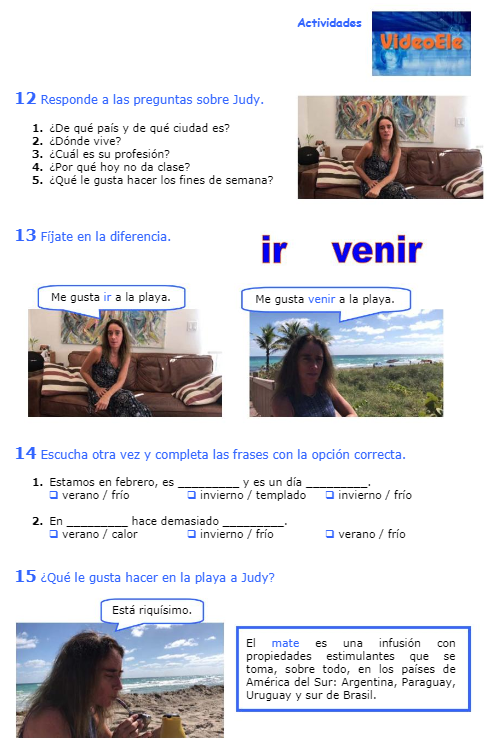 Actividades
VideoEle
12 Responde a las preguntas sobre Judy.
1. ¿De qué país y de qué ciudad es?
2. ¿Dónde vive?
3. ¿Cuál es su profesión?
4. ¿Por qué hoy no da clase?
5. ¿Qué le gusta hacer los fines de semana?
13 Fíjate en la diferencia.
ir venir
Me gusta ir a la playa.
Me gusta venir a la playa.
14 Escucha otra vez y completa las frases con la opción correcta.
1. Estamos en febrero, es _________ y es un día _________.
❑ verano / frío ❑ invierno / templado ❑ invierno / frío
2. En _________ hace demasiado _________.
❑ verano / calor ❑ invierno / frío ❑ verano / frío
15 ¿Qué le gusta hacer en la playa a Judy?
Está riquísimo.
El mate es una infusión con
propiedades estimulantes que se
toma, sobre todo, en los países de
América del Sur: Argentina, Paraguay,
Uruguay y sur de Brasil.